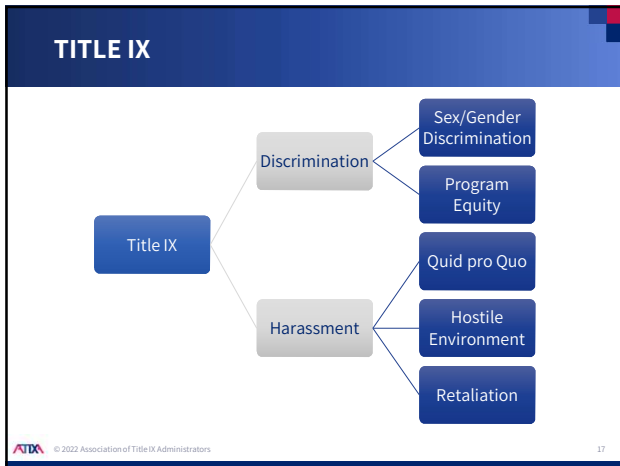 TITLE IX
Sex/Gender
Discrimination
Discrimination
Program
Equity
Title IX
Quid pro Quo
Harassment
Hostile
Environment
Retaliation
ATIXA © 2022 Association of Title IX Administrators
17